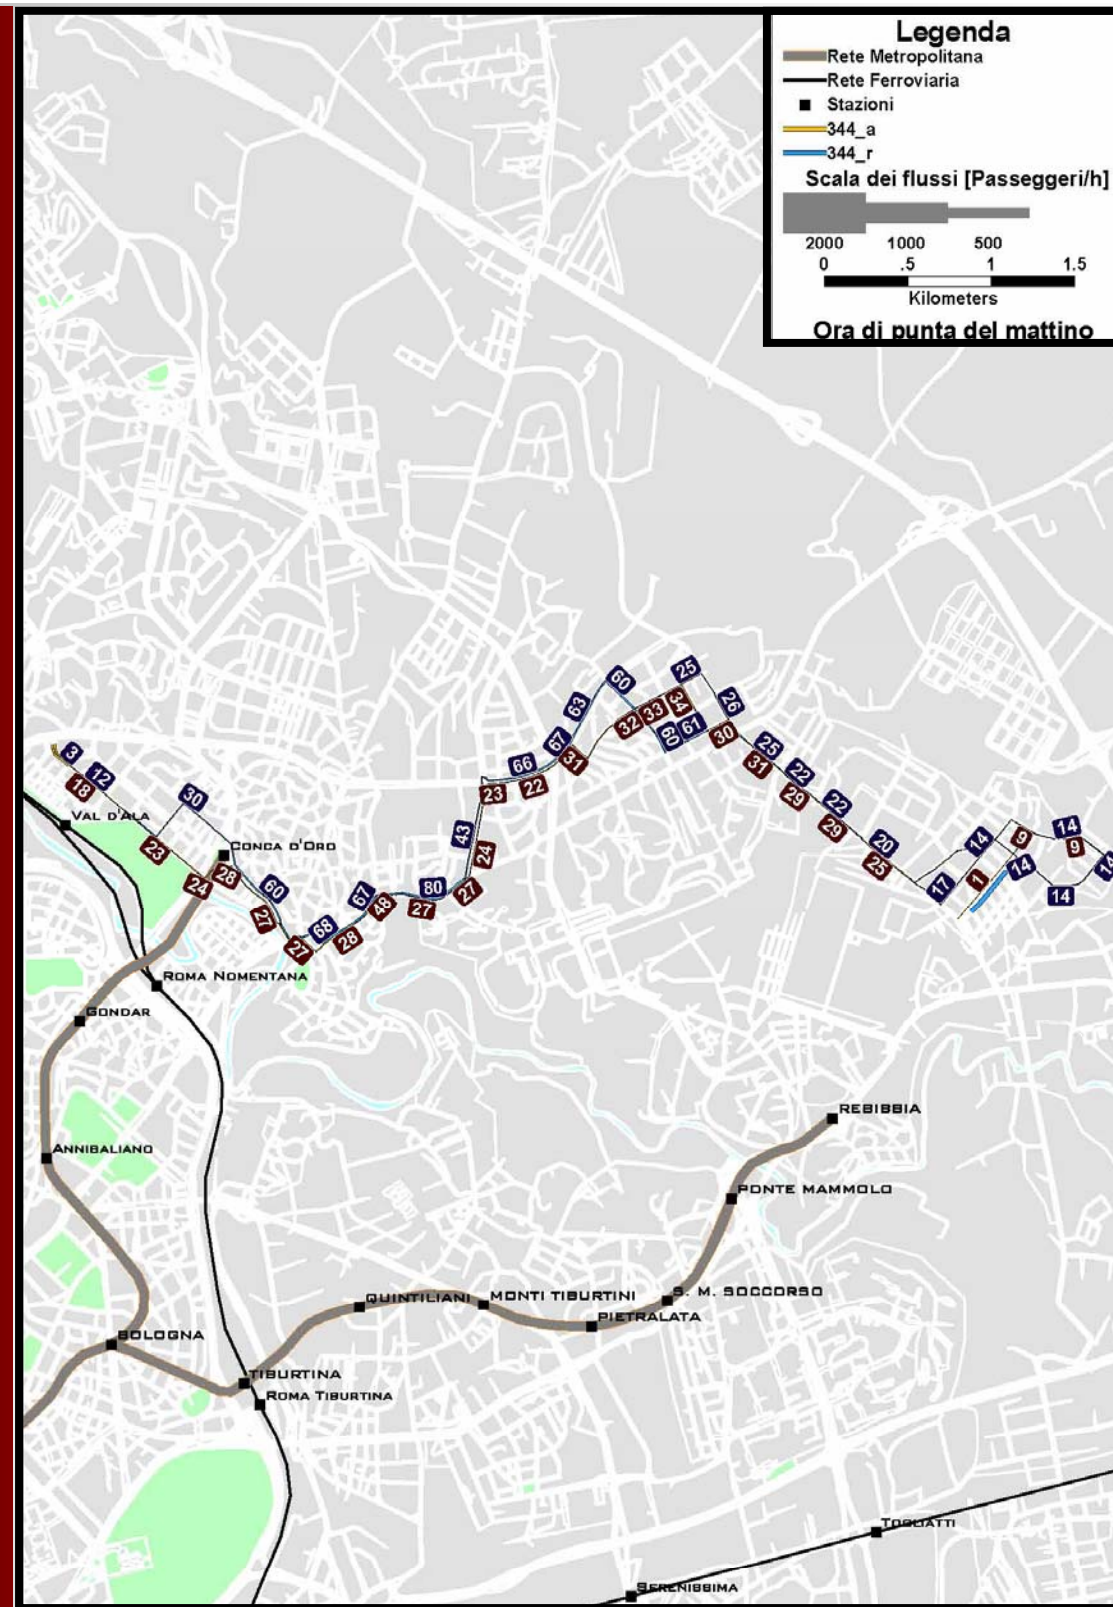 Legenda
Rete Metropolitana
Rete Ferroviaria
Stazioni
344_a
344_r
Scala dei flussi [Passeggeri/h]
2000 1000 500
0 .5 1 1.5
Kilometers
Ora di punta del mattino
25
60
26
34
63
33
32
60
61
30
67
31
25
3
66
31
22
12
18
22
29
22
30
23
43
29
20
14
9
14
23
24
25
9
14
28
24
60
67
80
27
17
1
14
14
27
48
27
68
28
27
VAL D'ALA
CONCA D'ORO
ROMA NOMENTANA
GONDAR
REBIBBIA
ANNIBALIANO
PONTE MAMMOLO
QUINTILIANI
MONTI TIBURTINI
S. M. SOCCORSO
PIETRALATA
BOLOGNA
TIBURTINA
ROMA TIBURTINA
TOGLIATTI
SERENISSIMA